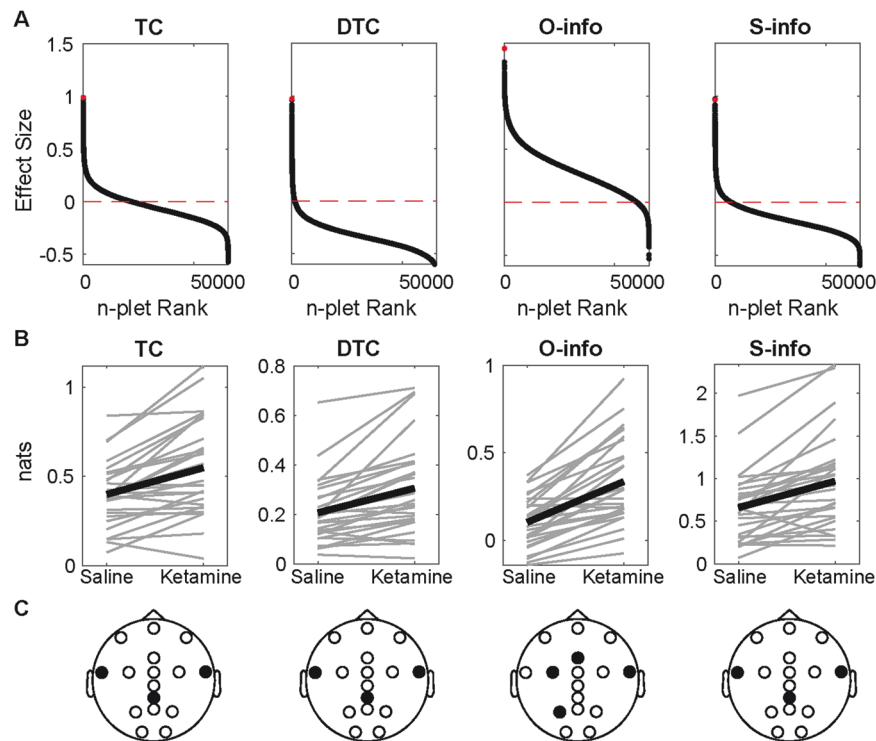 A
TC
DTC
O-info
S-info
Effect Size
1.5
1
0.5
0
-0.5
0
50000
0
50000
0
50000
0
50000
n-plet Rank
n-plet Rank
n-plet Rank
n-plet Rank
B
TC
DTC
O-info
S-info
nats
1
0.5
0
0.8
0.6
0.4
0.2
0
1
0.5
0
2
1.5
1
0.5
0
Saline
Ketamine
Saline
Ketamine
Saline
Ketamine
Saline
Ketamine
C